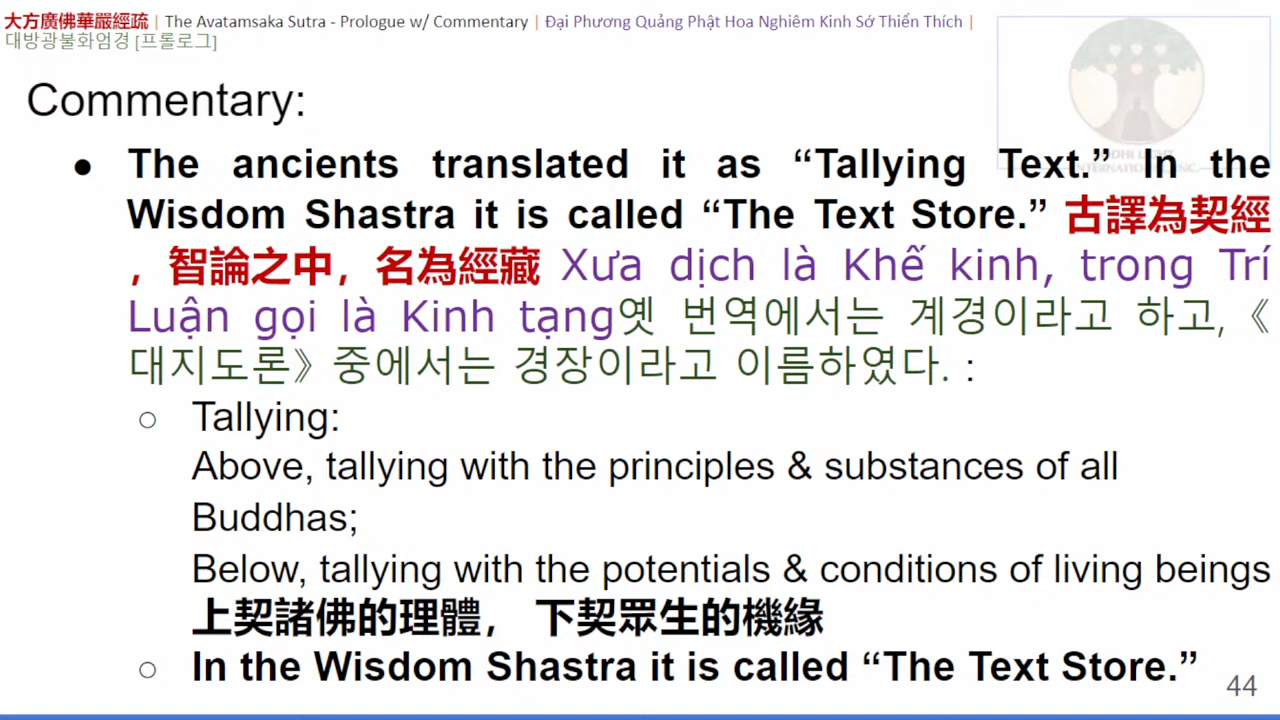 大方廣佛華嚴經疏 | The Avatamsaka Sutra - Prologue w/ Commentary | Đại Phương Quảng Phật Hoa Nghiêm Kinh Sớ Thiển Thích |
대방광불화엄경 [프롤로그]
Commentary:
• The ancients translated it as “Tallying Text.” In the
Wisdom Shastra it is called “The Text Store.” 古譯為契經
，智論之中，名為經藏 Xưa dịch là Khế kinh, trong Trí
Luận gọi là Kinh tạng옛 번역에서는 계경이라고 하고,《
대지도론》중에서는 경장이라고 이름하였다. :
○ Tallying:
Above, tallying with the principles & substances of all
Buddhas;
Below, tallying with the potentials & conditions of living beings
上契諸佛的理體， 下契眾生的機緣
○ In the Wisdom Shastra it is called “The Text Store.”
44